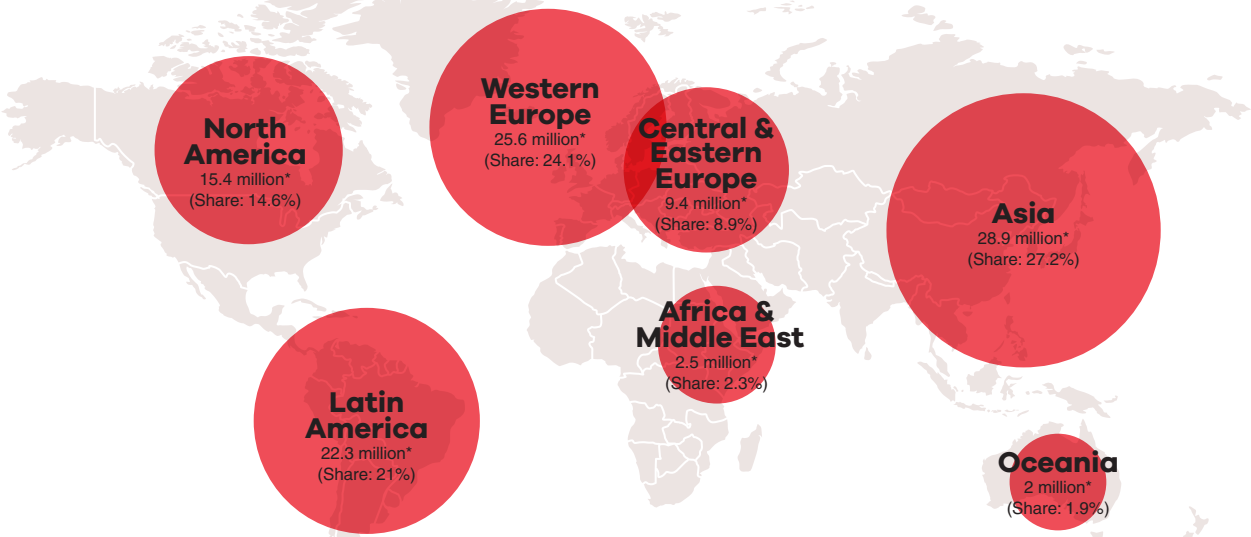 North
America
15.4 million*
(Share: 14.6%)
Western
Europe
25.6 million*
(Share: 24.1%)
Central &
Eastern
Europe
9.4 million*
(Share: 8.9%)
Asia
28.9 million*
(Share: 27.2%)
Latin
America
22.3 million*
(Share: 21%)
Africa &
Middle East
2.5 million*
(Share: 2.3%)
Oceania
2 million*
(Share: 1.9%)